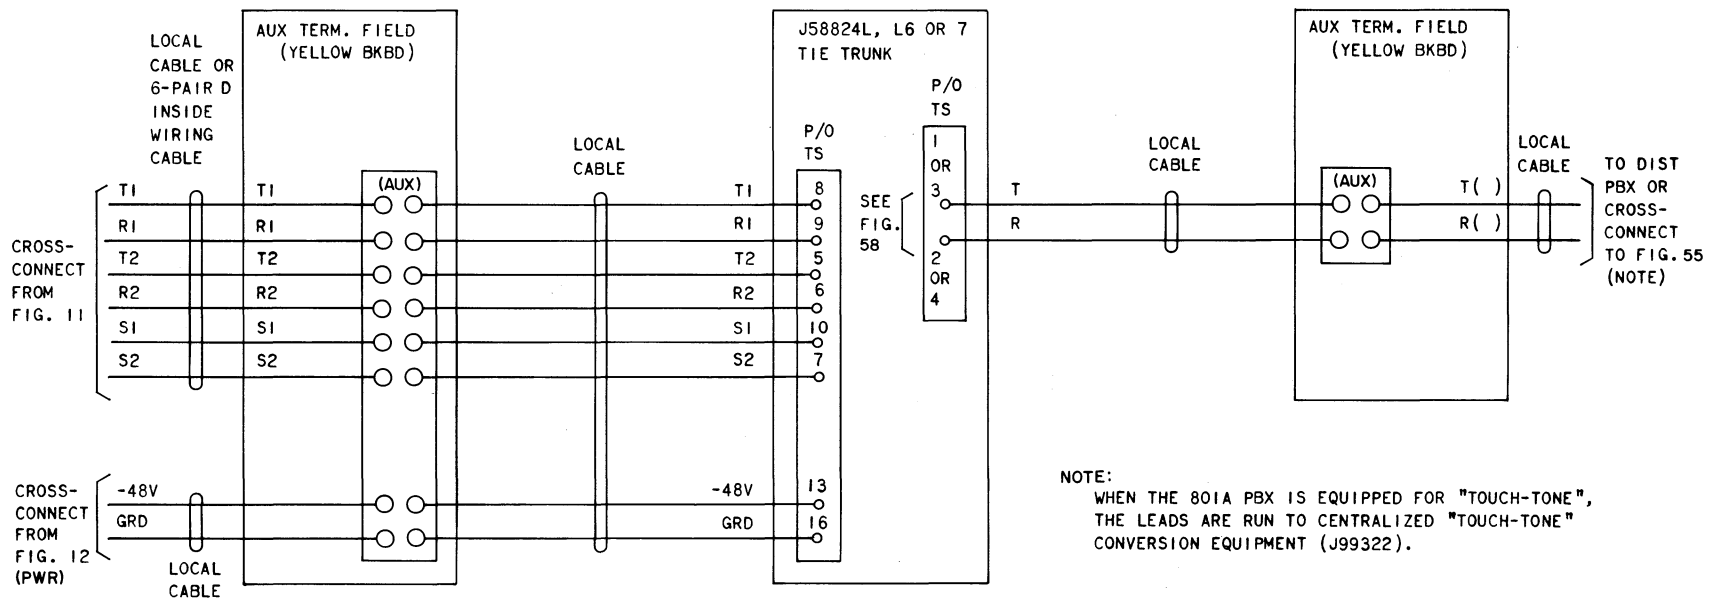 LOCAL
CABLE OR
6-PAIR D
INSIDE
WIRING
CABLE
AUX TERM. FIELD
(YELLOW BKBD)
(AUX)
T1
R1
T2
R2
S1
S2
T1
R1
T2
R2
S1
S2
CROSS-
CONNECT
FROM
FIG. 11
CROSS-
CONNECT
FROM
FIG. 12
(PWR)
-48V
GRD
LOCAL
CABLE
LOCAL
CABLE
T1
R1
T2
R2
S1
S2
-48V
GRD
J58824L, L6 OR 7
TIE TRUNK
P/O
TS
8
9
5
6
10
7
13
16
P/O
TS
1
OR
3
2
OR
4
SEE
FIG.
58
T
R
LOCAL
CABLE
AUX TERM. FIELD
(YELLOW BKBD)
(AUX)
T( )
R( )
LOCAL
CABLE
TO DIST
PBX OR
CROSS-
CONNECT
TO FIG.55
(NOTE)
NOTE:
WHEN THE 801A PBX IS EQUIPPED FOR "TOUCH-TONE",
THE LEADS ARE RUN TO CENTRALIZED "TOUCH-TONE"
CONVERSION EQUIPMENT (J99322).